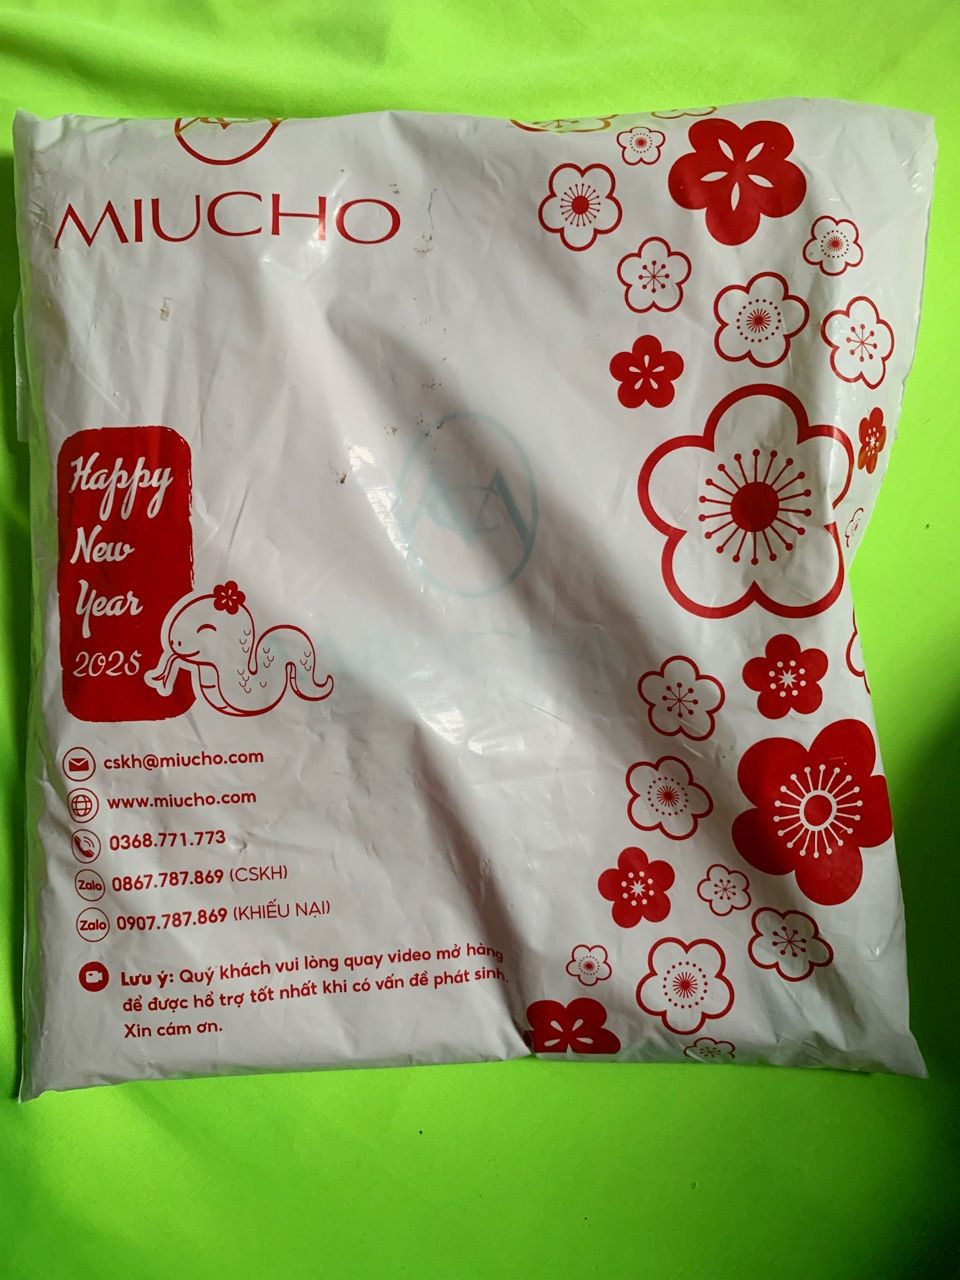 MIUCHO
Happy
New
Year
2025
cskh@miucho.com
www.miucho.com
0368.771.773
Zalo 0867.787.869 (CSKH)
Zalo 0907.787.869 (KHIẾU NẠI)
Lưu ý: Quý khách vui lòng quay video mở hàng
để được hổ trợ tốt nhất khi có vấn đề phát sinh.
Xin cám ơn.